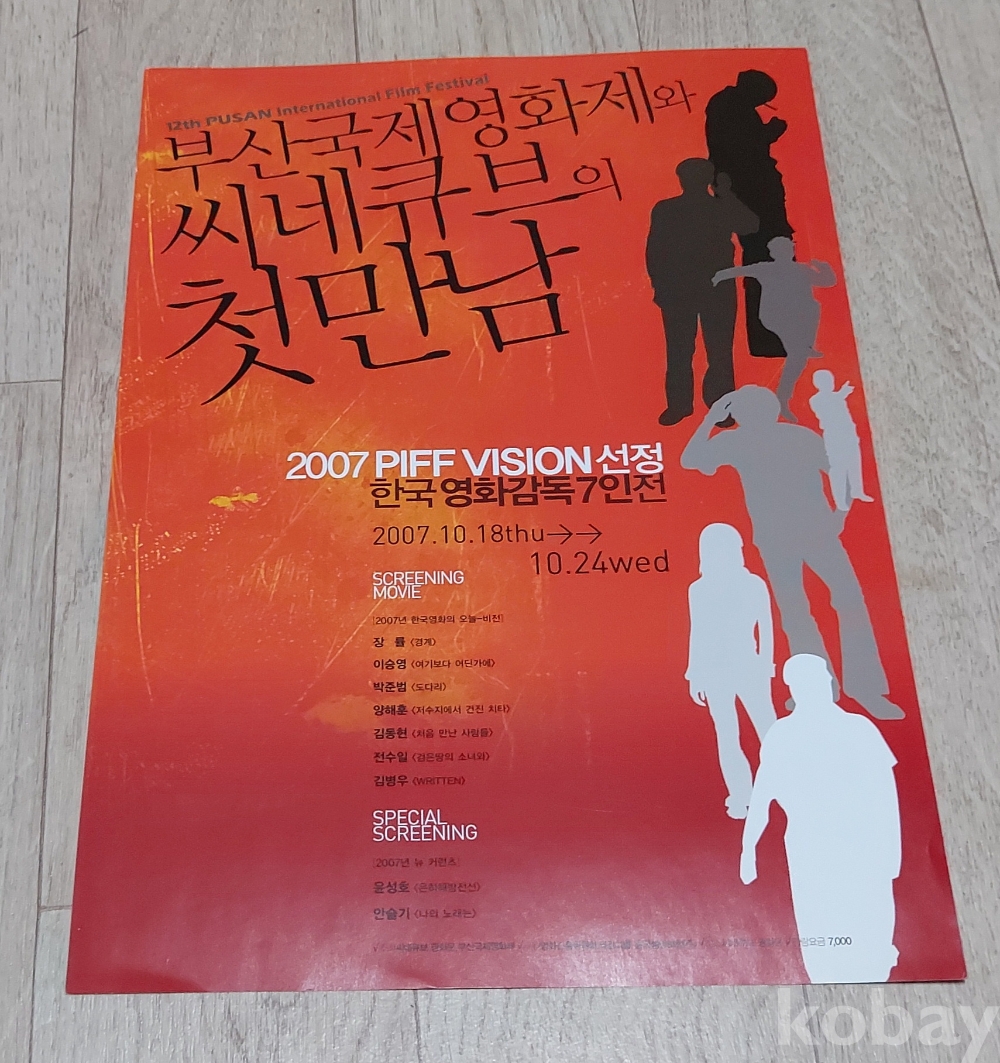 12th PUSAN International Film Festival
부산국제영화제와
씨네큐브의
첫만남
2007 PIFF VISION 선정
한국 영화감독7인전
2007.10.18thu→→
10.24wed
SCREENING
MOVIE
[2007년 한국영화의 오늘-비전]
장 률 <경계>
이승영 <여기보다 어딘가에>
박준범 <도다리>
양해훈 <저수지에서 건진 치타>
김동현 <처음 만난 사람들>
전수일 <검은땅의 소녀와>
김병우 <WRITTEN>
SPECIAL
SCREENING
[2007년 뉴 커런츠]
윤성호 <은하해방전선>
안슬기 <나의 노래는>
부산국제영화제 7,000
kobay